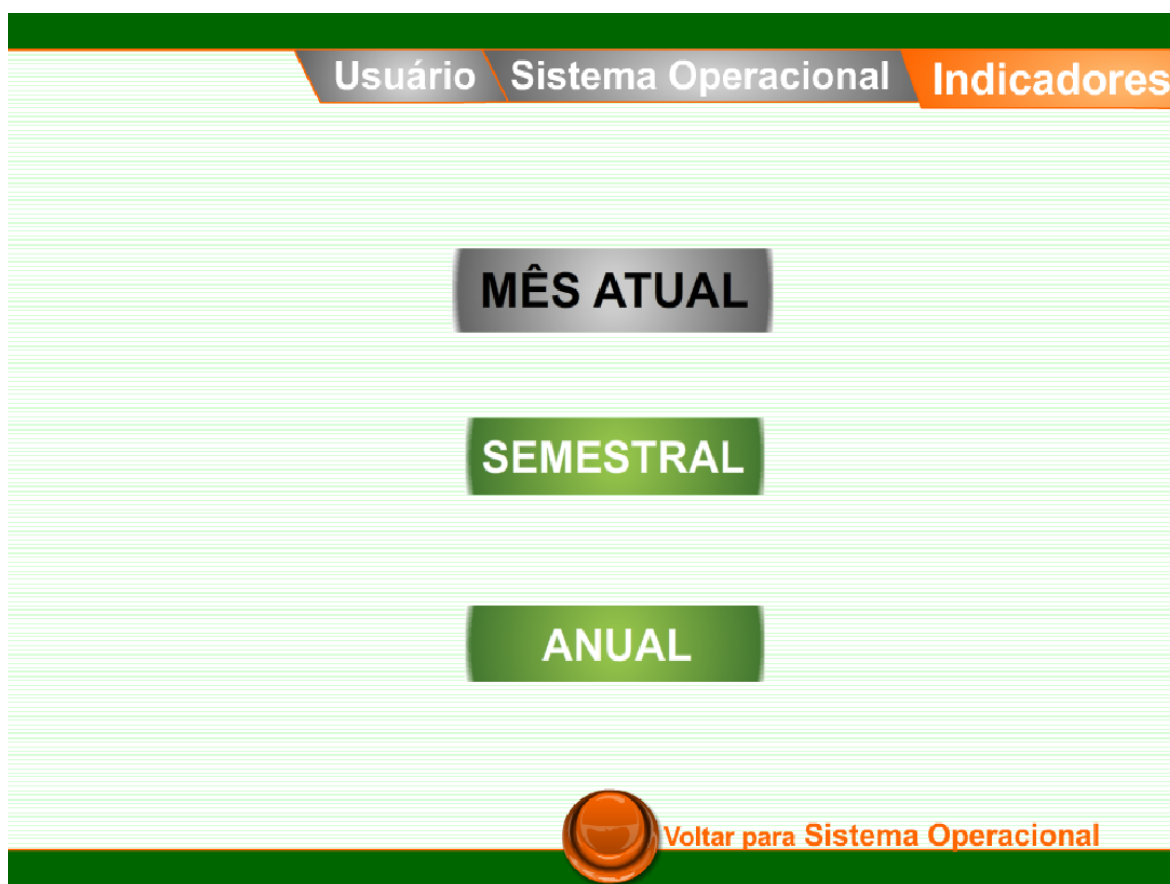 Usuário Sistema Operacional Indicadores
MÊS ATUAL
SEMESTRAL
ANUAL
Voltar para Sistema Operacional